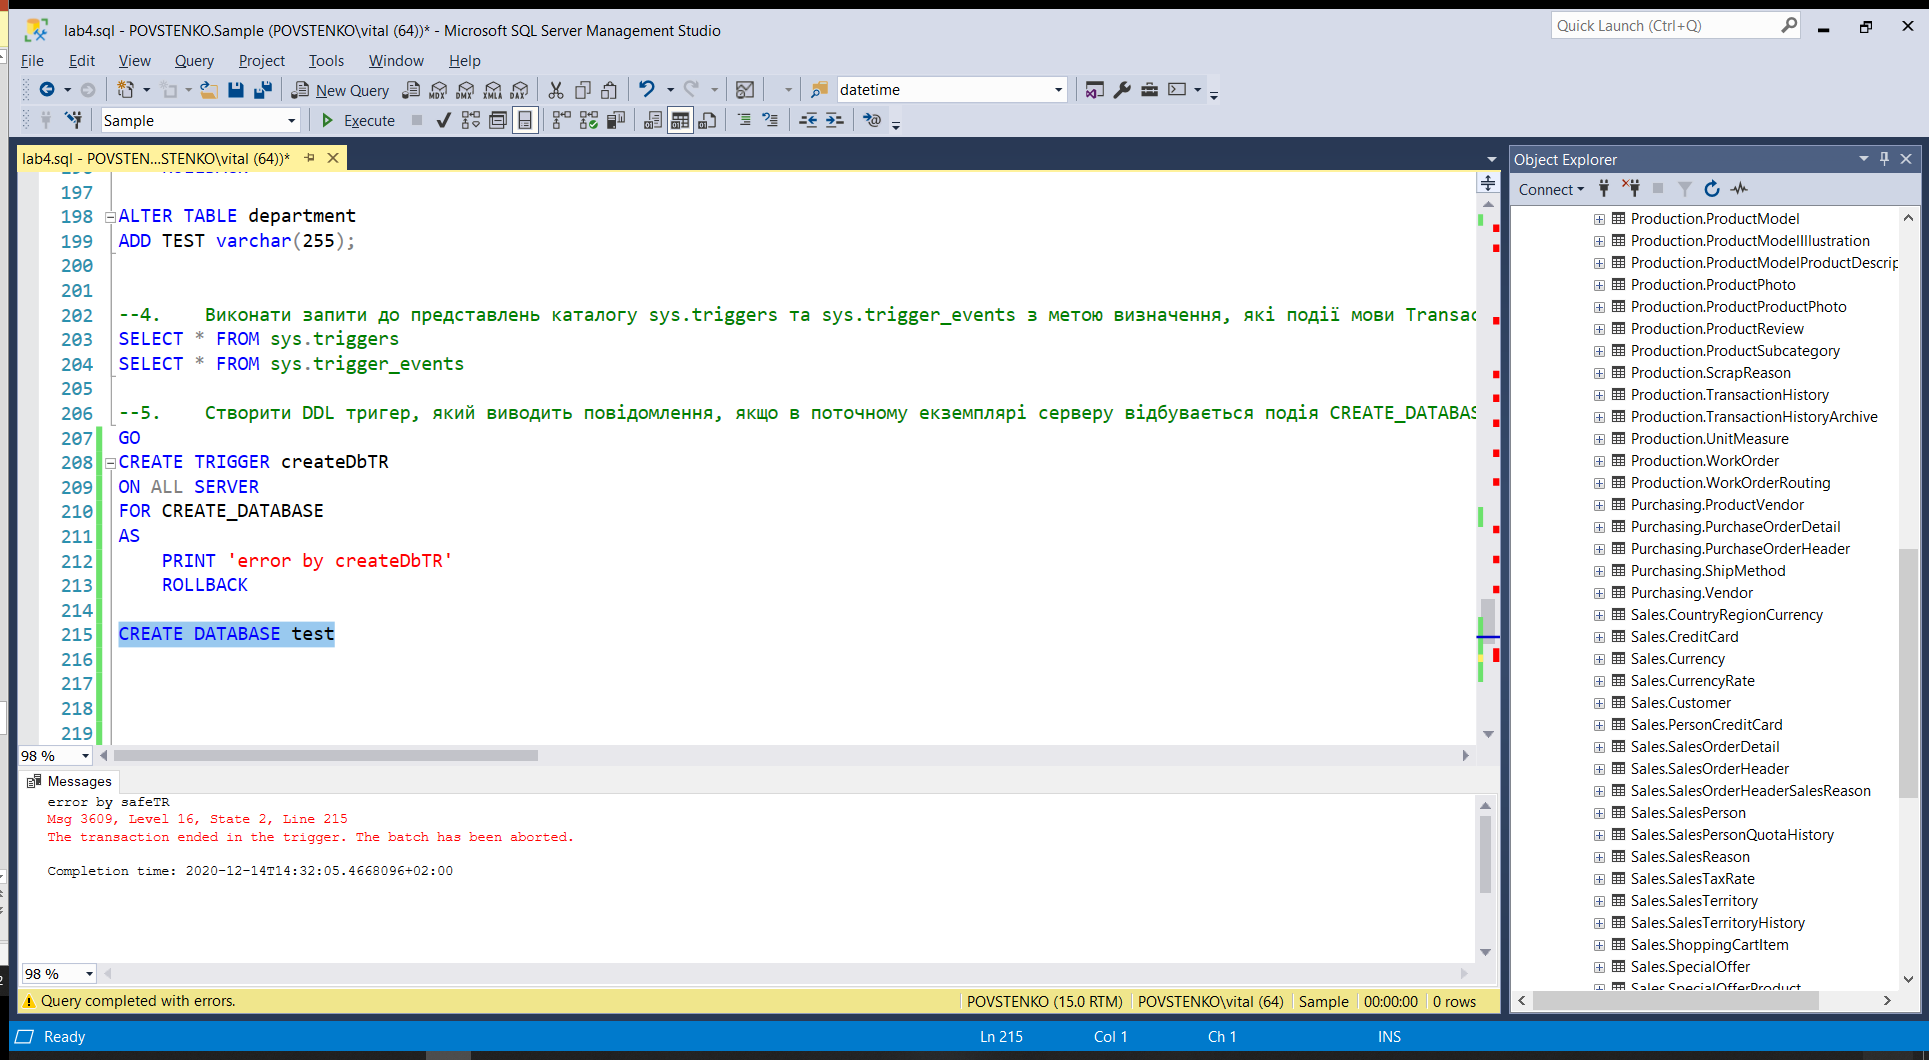 lab4.sql - POVSTENKO.Sample (POVSTENKO\vital (64))* - Microsoft SQL Server Management Studio
Quick Launch (Ctrl+Q)
File Edit View Query Project Tools Window Help
New Query
MDX DMX XMLA DAX
datetime
Sample
Execute
lab4.sql - POVSTEN...STENKO\vital (64))*
197
198 ALTER TABLE department
199 ADD TEST varchar(255);
200
201
202 --4. Виконати запити до представлень каталогу sys.triggers та sys.trigger_events з метою визначення, які події мови Transac
203 SELECT * FROM sys.triggers
204 SELECT * FROM sys.trigger_events
205
206 --5. Створити DDL тригер, який виводить повідомлення, якщо в поточному екземплярі серверу відбувається подія CREATE_DATABAS
207 GO
208 CREATE TRIGGER createDbTR
209 ON ALL SERVER
210 FOR CREATE_DATABASE
211 AS
212 PRINT 'error by createDbTR'
213 ROLLBACK
214
215 CREATE DATABASE test
216
217
218
219
98 %
Messages
error by safeTR
Msg 3609, Level 16, State 2, Line 215
The transaction ended in the trigger. The batch has been aborted.
Completion time: 2020-12-14T14:32:05.4668096+02:00
98 %
Query completed with errors.
POVSTENKO (15.0 RTM)
POVSTENKO\vital (64)
Sample
00:00:00
0 rows
Object Explorer
Connect
Production.ProductModel
Production.ProductModelIllustration
Production.ProductModelProductDescrip
Production.ProductPhoto
Production.ProductProductPhoto
Production.ProductReview
Production.ProductSubcategory
Production.ScrapReason
Production.TransactionHistory
Production.TransactionHistoryArchive
Production.UnitMeasure
Production.WorkOrder
Production.WorkOrderRouting
Purchasing.ProductVendor
Purchasing.PurchaseOrderDetail
Purchasing.PurchaseOrderHeader
Purchasing.ShipMethod
Purchasing.Vendor
Sales.CountryRegionCurrency
Sales.CreditCard
Sales.Currency
Sales.CurrencyRate
Sales.Customer
Sales.PersonCreditCard
Sales.SalesOrderDetail
Sales.SalesOrderHeader
Sales.SalesOrderHeaderSalesReason
Sales.SalesPerson
Sales.SalesPersonQuotaHistory
Sales.SalesReason
Sales.SalesTaxRate
Sales.SalesTerritory
Sales.SalesTerritoryHistory
Sales.ShoppingCartItem
Sales.SpecialOffer
Sales.SpecialOfferProduct
Ready
Ln 215
Col 1
Ch 1
INS